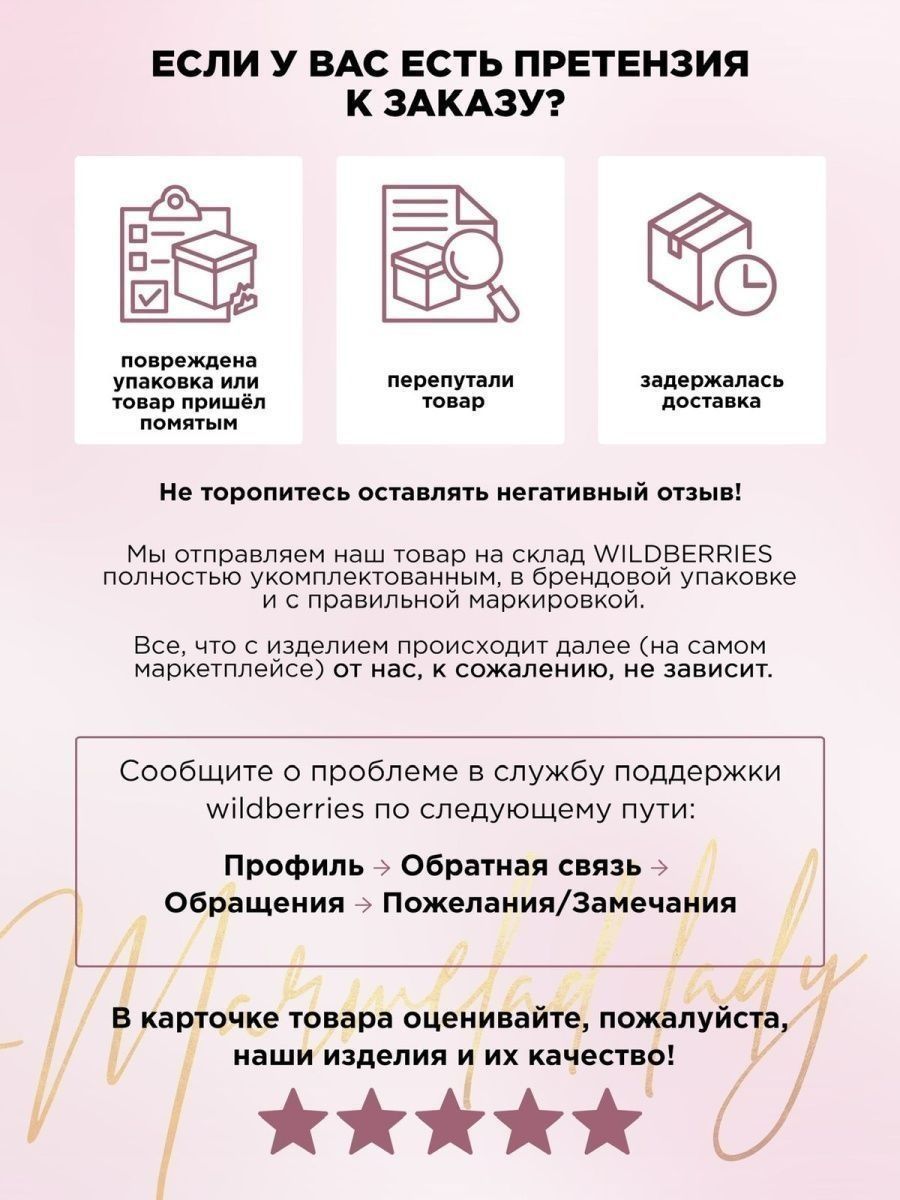 ЕСЛИ У ВАС ЕСТЬ ПРЕТЕНЗИЯ
К ЗАКАЗУ?
повреждена
упаковка или
товар пришёл
помятым
перепутали
товар
задержалась
доставка
Не торопитесь оставлять негативный отзыв!
Мы отправляем наш товар на склад WILDBERRIES
полностью укомплектованным, в брендовой упаковке
и с правильной маркировкой.
Все, что с изделием происходит далее (на самом
маркетплейсе) от нас, к сожалению, не зависит.
Сообщите о проблеме в службу поддержки
wildberries по следующему пути:
Профиль → Обратная связь →
Обращения → Пожелания/Замечания
Marmelad lady
В карточке товара оценивайте, пожалуйста,
наши изделия и их качество!